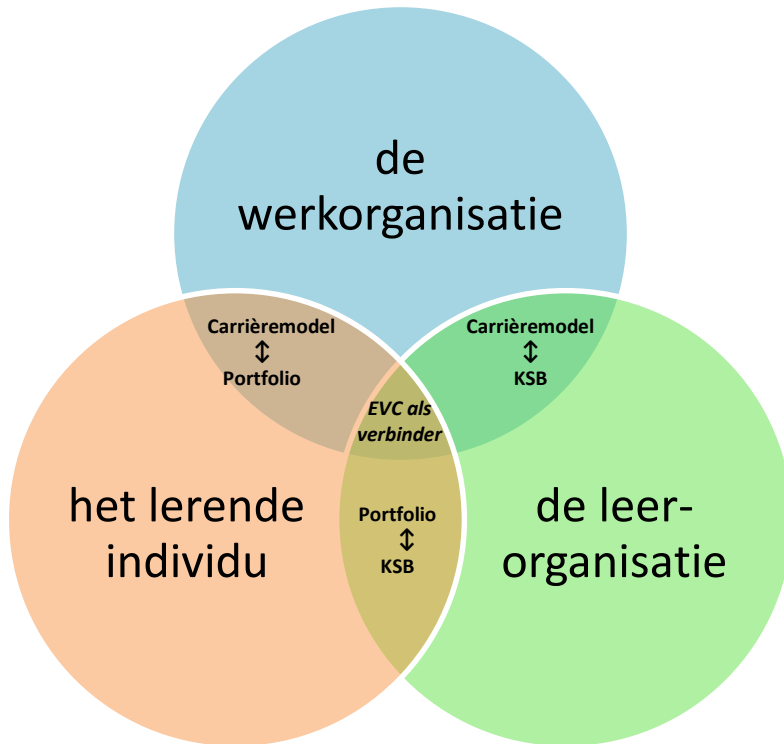 de
werkorganisatie
Carrièremodel
↕
Portfolio
Carrièremodel
↕
KSB
EVC als
verbinder
het lerende
individu
Portfolio
↕
KSB
de leer-
organisatie